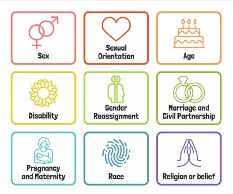 Sex
Sexual
Orientation
Age
Disability
Gender
Reassignment
Marriage and
Civil Partnership
Pregnancy
and Maternity
Race
Religion or belief